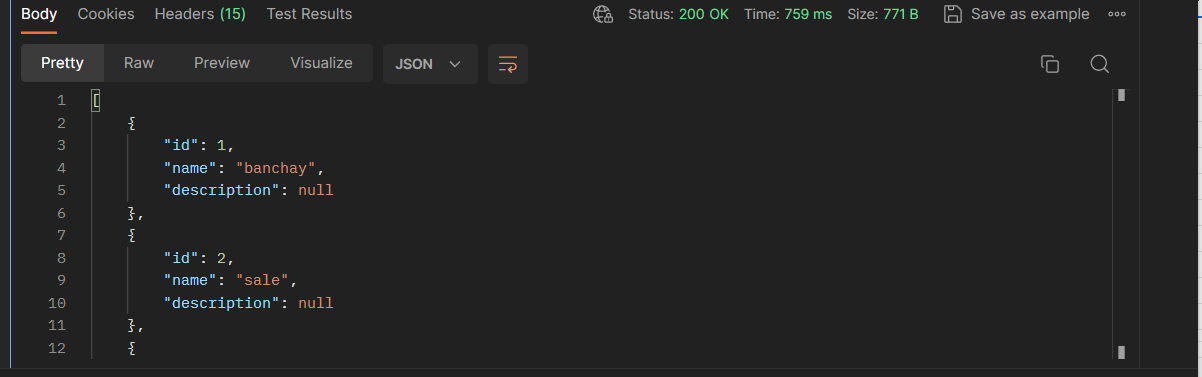 Body Cookies Headers (15) Test Results Status: 200 OK Time: 759 ms Size: 771 B Save as example
Pretty Raw Preview Visualize JSON
1 [
2 {
3 "id": 1,
4 "name": "banchay",
5 "description": null
6 },
7 {
8 "id": 2,
9 "name": "sale",
10 "description": null
11 },
12 {